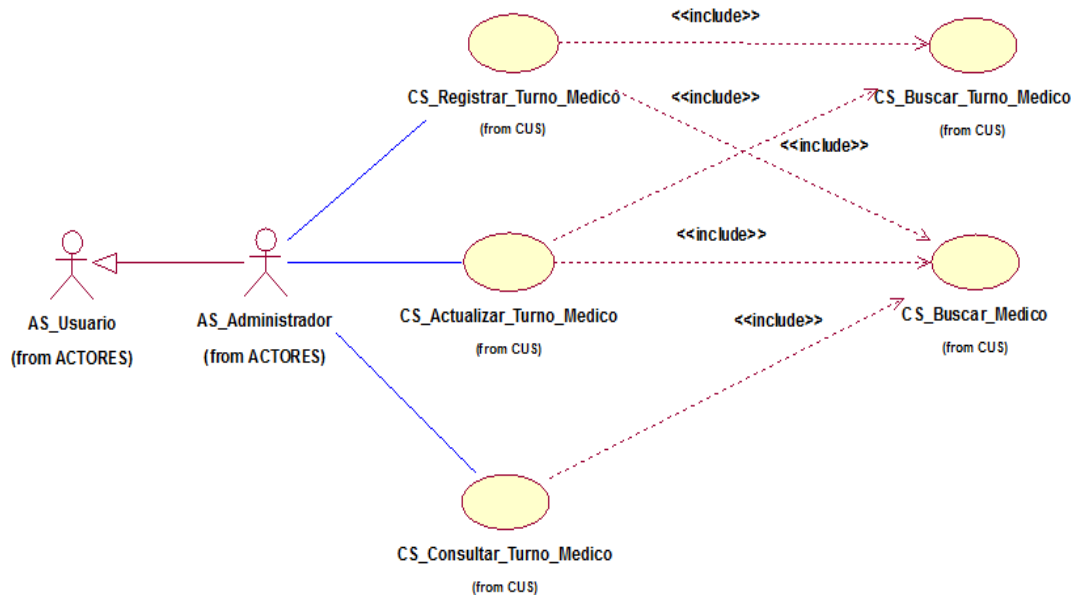 <<include>>
CS_Registrar_Turno_Medico
(from CUS)
<<include>>
CS_Buscar_Turno_Medico
(from CUS)
<<include>>
AS_Usuario
(from ACTORES)
AS_Administrador
(from ACTORES)
CS_Actualizar_Turno_Medico
(from CUS)
<<include>>
CS_Buscar_Medico
(from CUS)
<<include>>
CS_Consultar_Turno_Medico
(from CUS)